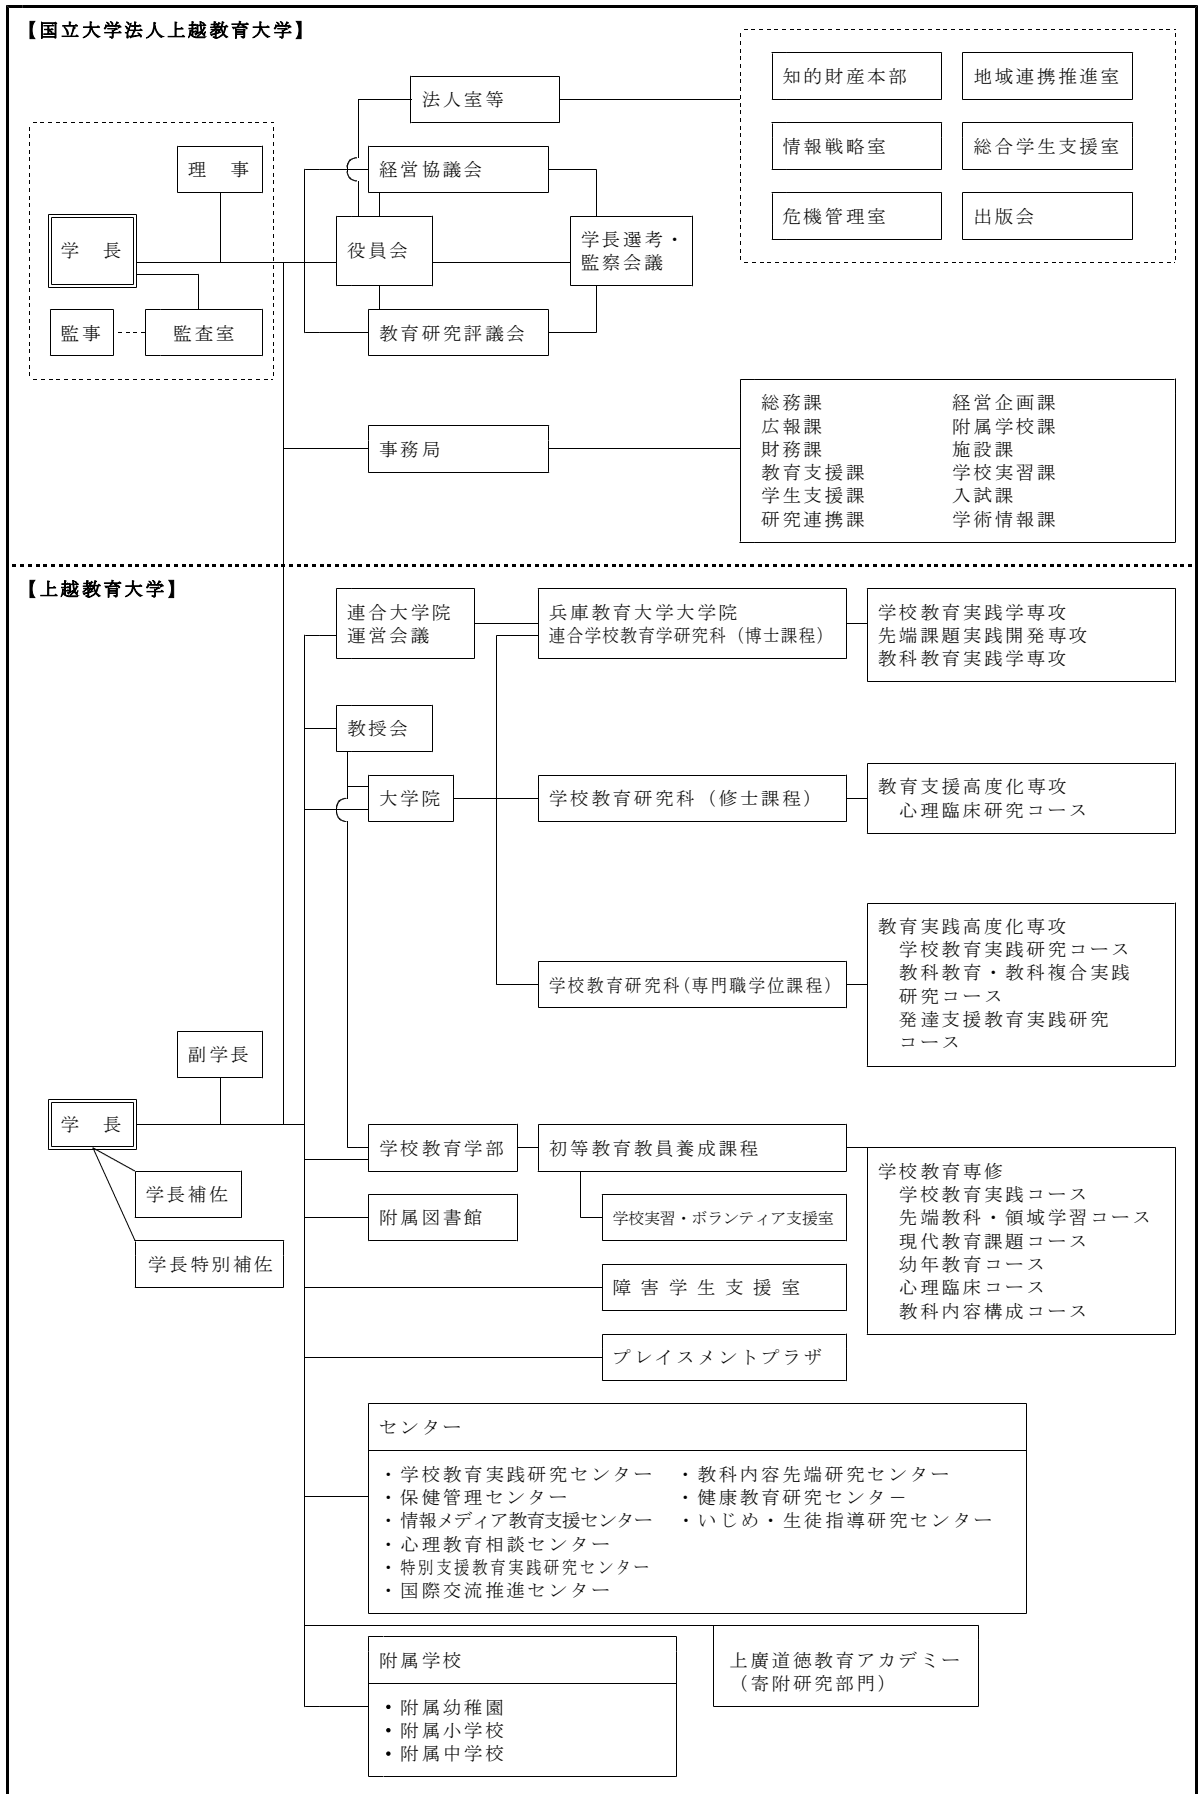 【国立大学法人上越教育大学】
法人室等
知的財産本部
地域連携推進室
情報戦略室
総合学生支援室
危機管理室
出版会
理　事
経営協議会
学　長
役員会
学長選考・
監察会議
監事
監査室
教育研究評議会
事務局
総務課
経営企画課
広報課
附属学校課
財務課
施設課
教育支援課
学校実習課
学生支援課
入試課
研究連携課
学術情報課
【上越教育大学】
連合大学院
運営会議
兵庫教育大学大学院
連合学校教育学研究科（博士課程）
学校教育実践学専攻
先端課題実践開発専攻
教科教育実践学専攻
教授会
大学院
学校教育研究科（修士課程）
教育支援高度化専攻
心理臨床研究コース
学校教育研究科(専門職学位課程)
教育実践高度化専攻
学校教育実践研究コース
教科教育・教科複合実践
研究コース
発達支援教育実践研究
コース
副学長
学　長
学長補佐
学長特別補佐
学校教育学部
初等教育教員養成課程
学校教育専修
学校教育実践コース
先端教科・領域学習コース
現代教育課題コース
幼年教育コース
心理臨床コース
教科内容構成コース
附属図書館
学校実習・ボランティア支援室
障害学生支援室
プレイスメントプラザ
センター
・学校教育実践研究センター
・教科内容先端研究センター
・保健管理センター
・健康教育研究センタ－
・情報メディア教育支援センター
・いじめ・生徒指導研究センター
・心理教育相談センター
・特別支援教育実践研究センター
・国際交流推進センター
附属学校
・附属幼稚園
・附属小学校
・附属中学校
上廣道徳教育アカデミー
（寄附研究部門）